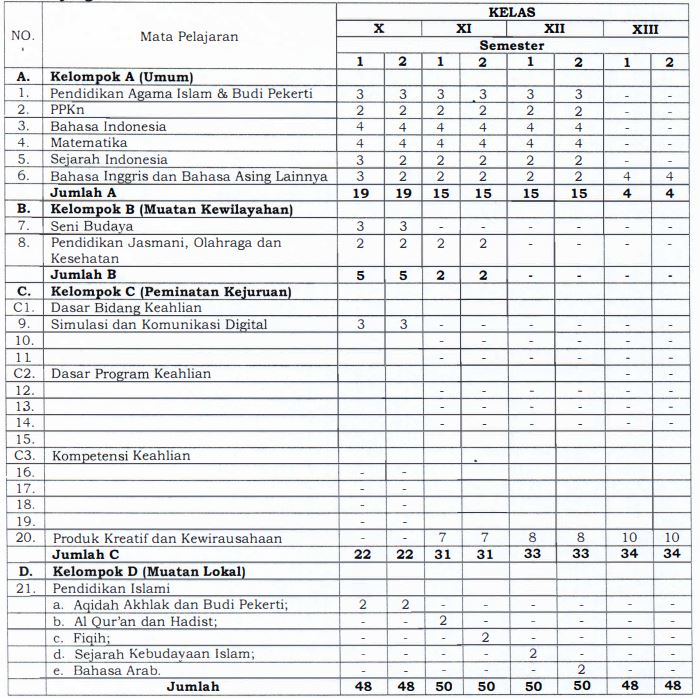 KELAS
NO. Mata Pelajaran X XI XII XIII
Semester
1 2 1 2 1 2 1 2
A. Kelompok A (Umum)
1. Pendidikan Agama Islam & Budi Pekerti 3 3 3 3 3 3 - -
2. PPKn 2 2 2 2 2 2 - -
3. Bahasa Indonesia 4 4 4 4 4 4 - -
4. Matematika 4 4 4 4 4 4 - -
5. Sejarah Indonesia 3 2 2 2 2 2 - -
6. Bahasa Inggris dan Bahasa Asing Lainnya 3 2 2 2 2 2 4 4
Jumlah A 19 19 15 15 15 15 4 4
B. Kelompok B (Muatan Kewilayahan)
7. Seni Budaya 3 3 - - - - - -
8. Pendidikan Jasmani, Olahraga dan 2 2 2 2 - - - -
Kesehatan
Jumlah B 5 5 2 2 - - - -
C. Kelompok C (Peminatan Kejuruan)
C1. Dasar Bidang Keahlian
9. Simulasi dan Komunikasi Digital 3 3 - - - - - -
10. - - - - - -
11 - - - - - -
C2. Dasar Program Keahlian - -
12. - - - - - -
13. - - - - - -
14. - - - - - -
15.
C3. Kompetensi Keahlian
16. - -
17. - -
18. - -
19. - -
20. Produk Kreatif dan Kewirausahaan - - 7 7 8 8 10 10
Jumlah C 22 22 31 31 33 33 34 34
D. Kelompok D (Muatan Lokal)
21. Pendidikan Islami
a. Aqidah Akhlak dan Budi Pekerti; 2 2 - - - - - -
b. Al Qur'an dan Hadist; - - 2 - - - - -
c. Fiqih; - - - 2 - - - -
d. Sejarah Kebudayaan Islam; - - - - 2 - - -
e. Bahasa Arab. - - - - - 2 - -
Jumlah 48 48 50 50 50 50 48 48